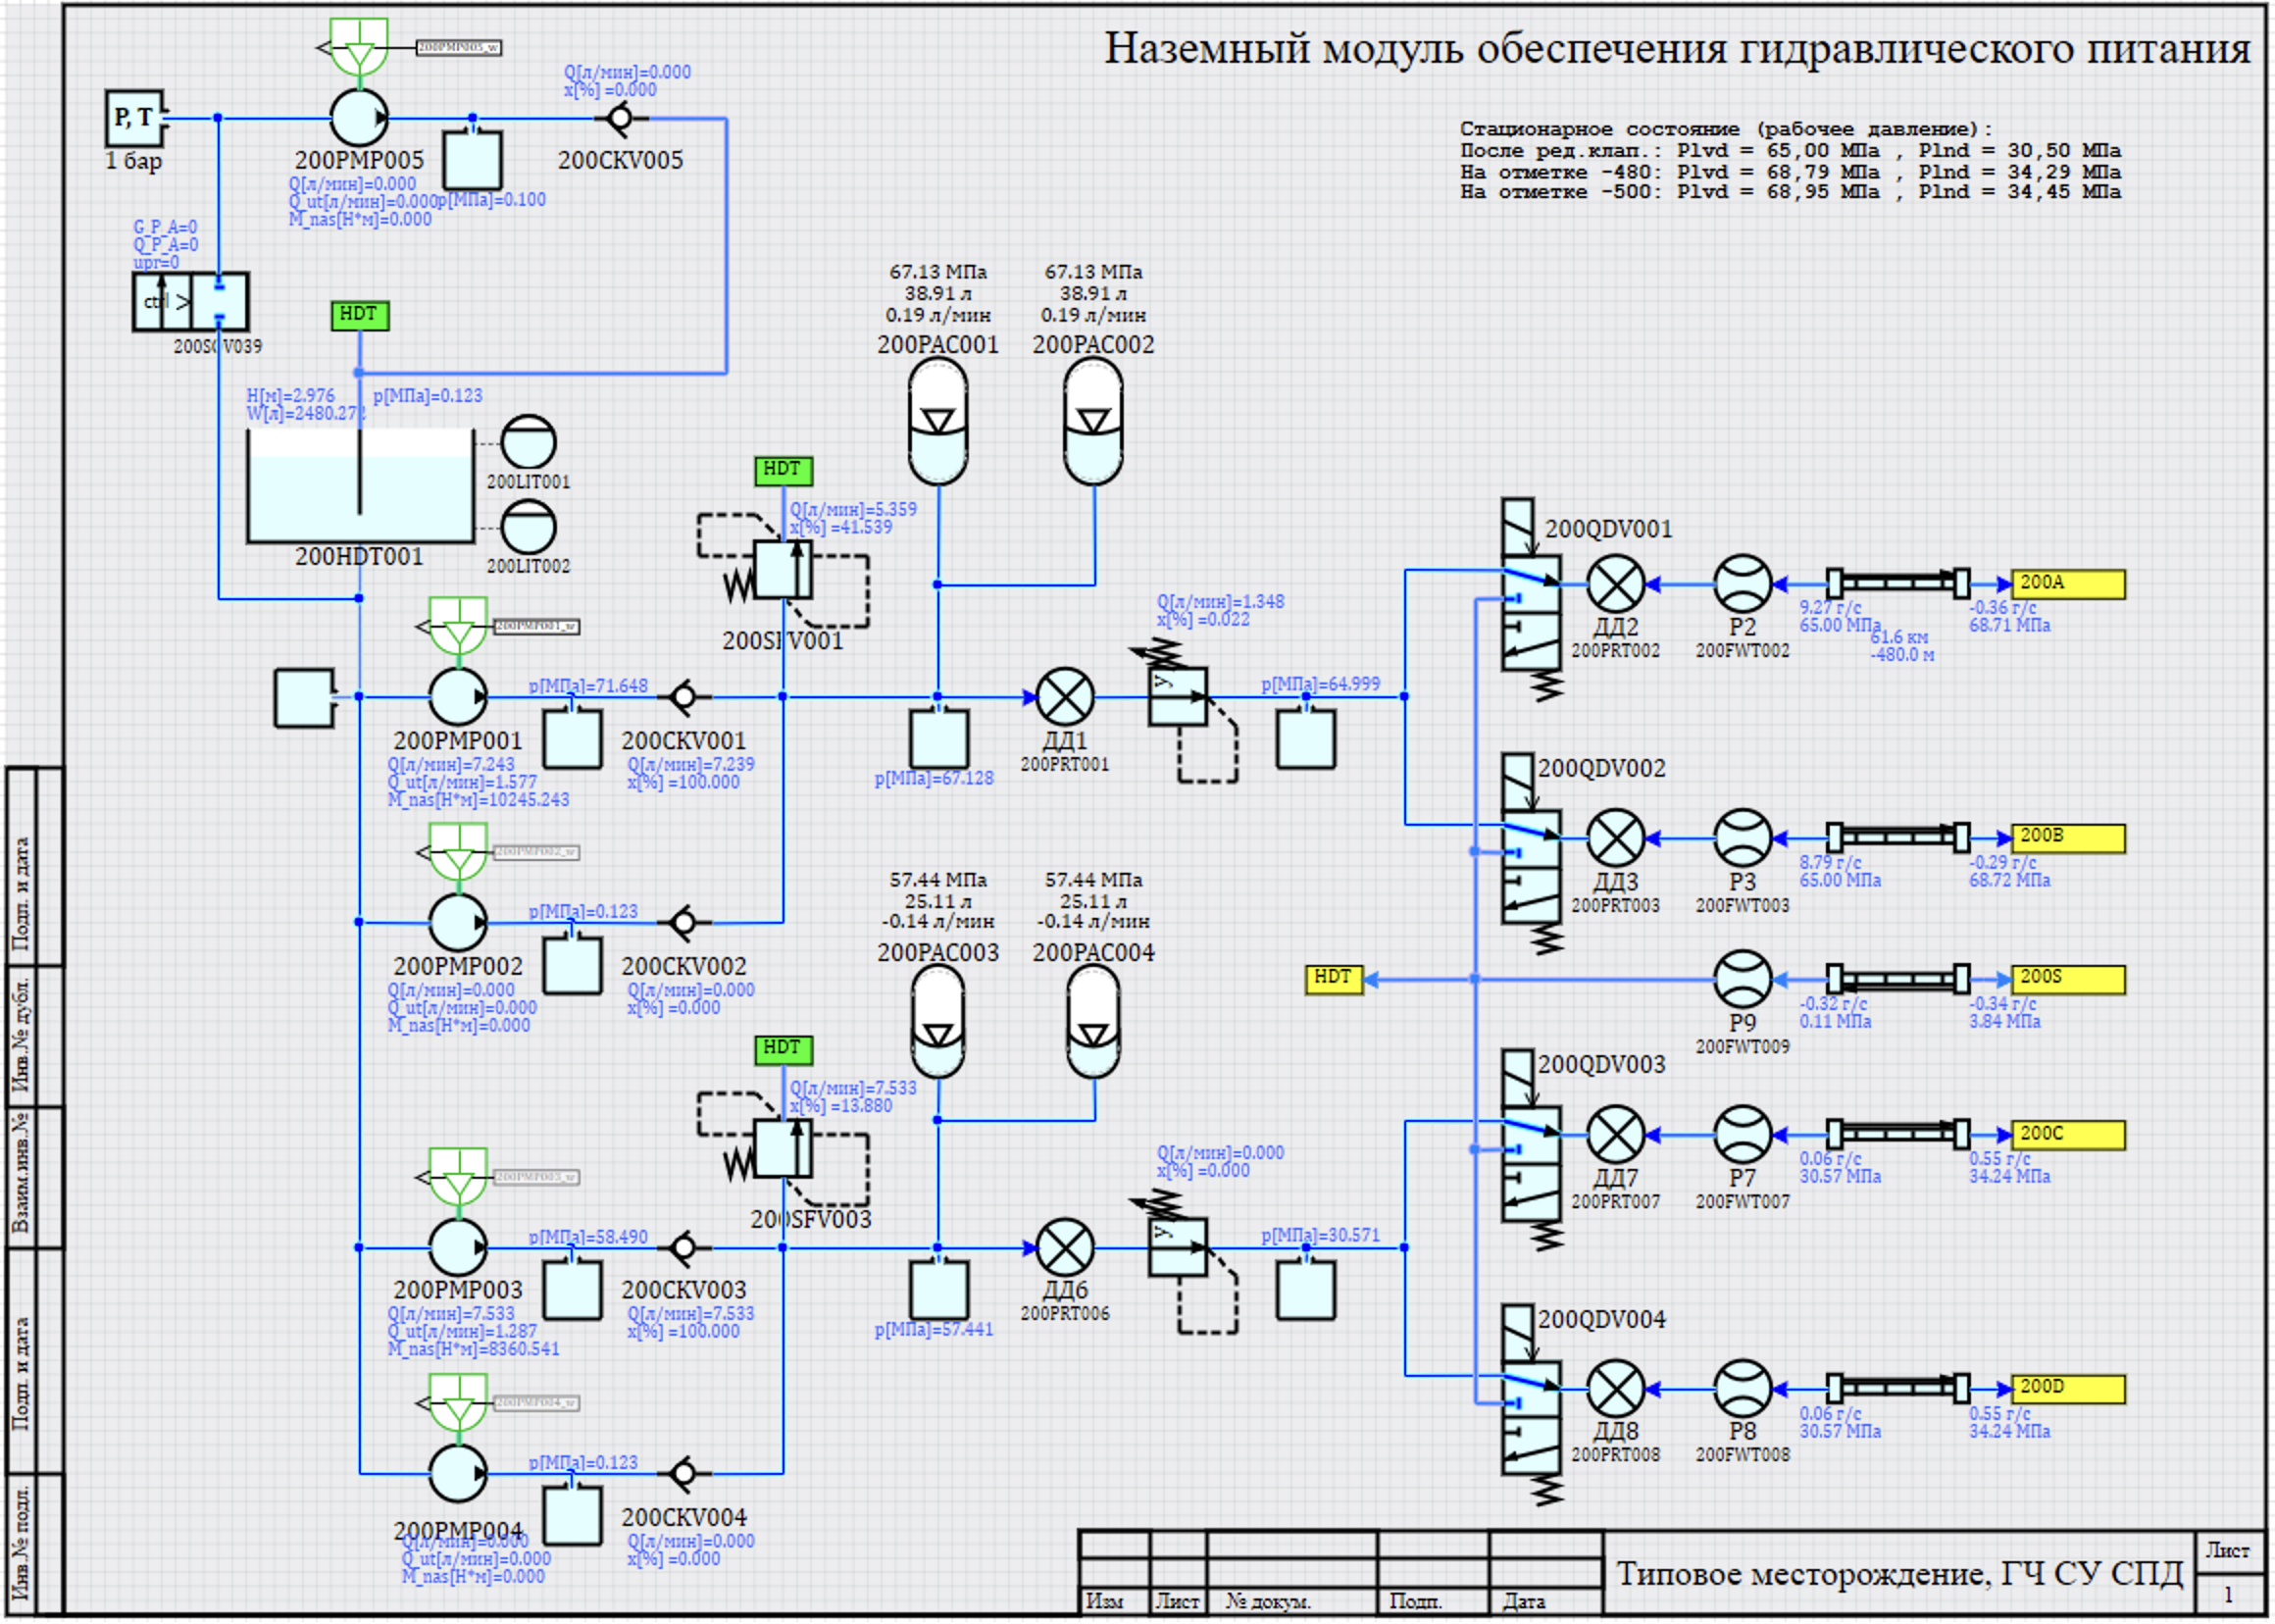 Наземный модуль обеспечения гидравлического питания
Стационарное состояние (рабочее давление):
После ред.клап.: Plvd = 65,00 МПа , Plnd = 30,50 МПа
На отметке -480: Plvd = 68,79 МПа , Plnd = 34,29 МПа
На отметке -500: Plvd = 68,95 МПа , Plnd = 34,45 МПа
200PMP005_w
P, T
1 бар
200PMP005
Q[л/мин]=0.000
Q_ut[л/мин]=0.000
M_nas[Н*м]=0.000
p[МПа]=0.100
Q[л/мин]=0.000
x[%] =0.000
200CKV005
G_P_A=0
Q_P_A=0
upr=0
ctrl >
HDT
H[м]=2.976
p[МПа]=0.123
200LIT001
200HDT001
200LIT002
67.13 МПа
38.91 л
0.19 л/мин
200PAC001
67.13 МПа
38.91 л
0.19 л/мин
200PAC002
HDT
Q[л/мин]=5.359
x[%] =41.539
200PMP001_w
200PMP001
Q[л/мин]=7.243
Q_ut[л/мин]=1.577
M_nas[Н*м]=10245.243
p[МПа]=71.648
200CKV001
Q[л/мин]=7.239
x[%] =100.000
p[МПа]=67.128
ДД1
200PRT001
Q[л/мин]=1.348
x[%] =0.022
У
p[МПа]=64.999
200QDV001
ДД2
200PRT002
P2
200FWT002
9.27 г/с
65.00 МПа
61.6 км
-480.0 м
-0.36 г/с
68.71 МПа
200A
200QDV002
ДД3
200PRT003
P3
200FWT003
8.79 г/с
65.00 МПа
-0.29 г/с
68.72 МПа
200B
200PMP002_w
200PMP002
Q[л/мин]=0.000
Q_ut[л/мин]=0.000
M_nas[Н*м]=0.000
p[МПа]=0.123
200CKV002
Q[л/мин]=0.000
x[%] =0.000
57.44 МПа
25.11 л
-0.14 л/мин
200PAC003
57.44 МПа
25.11 л
-0.14 л/мин
200PAC004
HDT
P9
200FWT009
-0.32 г/с
0.11 МПа
-0.34 г/с
3.84 МПа
200S
HDT
Q[л/мин]=7.533
x[%] =13.880
200SFV003
200PMP003_w
200PMP003
Q[л/мин]=7.533
Q_ut[л/мин]=1.287
M_nas[Н*м]=8360.541
p[МПа]=58.490
200CKV003
Q[л/мин]=7.533
x[%] =100.000
p[МПа]=57.441
ДД6
200PRT006
Q[л/мин]=0.000
x[%] =0.000
У
p[МПа]=30.571
200QDV003
ДД7
200PRT007
P7
200FWT007
0.06 г/с
30.57 МПа
0.55 г/с
34.24 МПа
200C
200QDV004
ДД8
200PRT008
P8
200FWT008
0.06 г/с
30.57 МПа
0.55 г/с
34.24 МПа
200D
200PMP004_w
200PMP004
Q[л/мин]=0.000
Q_ut[л/мин]=0.000
M_nas[Н*м]=0.000
p[МПа]=0.123
200CKV004
Q[л/мин]=0.000
x[%] =0.000
Подп. и дата
Инв.№ дубл.
Взаим.инв.№
Подп. и дата
Инв.№ подл.
Изм
Лист
№ докум.
Подп.
Дата
Типовое месторождение, ГЧ СУ СПД
Лист
1